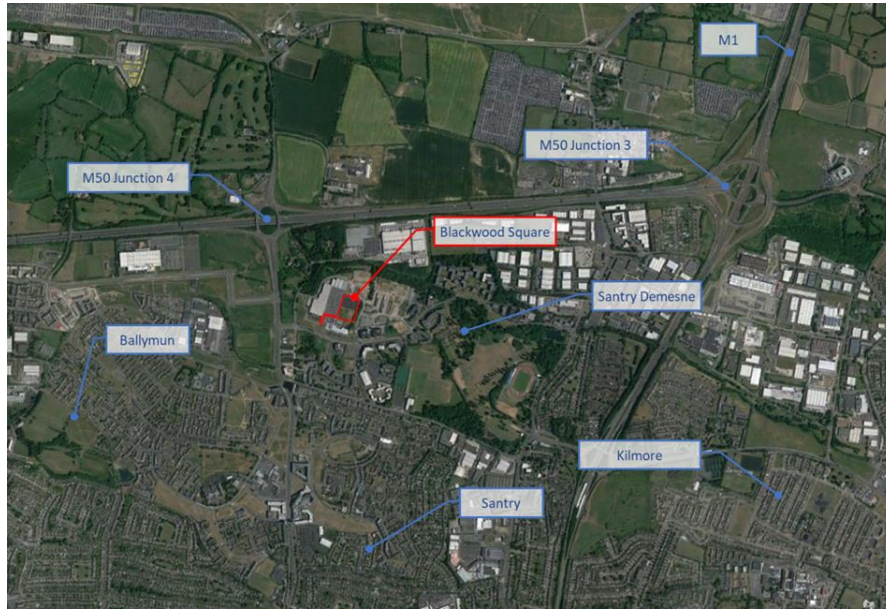 M1
M50 Junction 3
M50 Junction 4
Blackwood Square
Santry Demesne
Ballymun
Kilmore
Santry